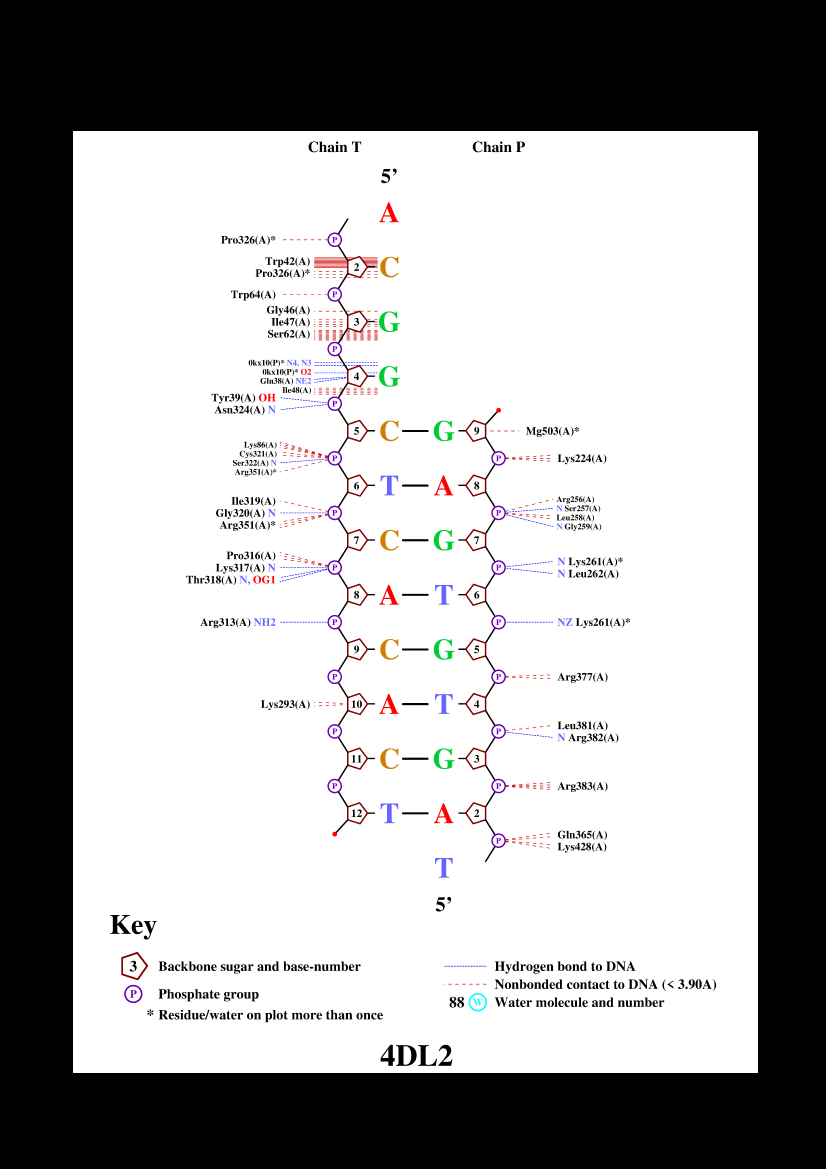 Chain T Chain P
5’
A
Pro326(A)* P
Trp42(A)
Pro326(A)* 2 C
Trp64(A) P
Gly46(A)
Ile47(A) 3 G
Ser62(A)
P
0kx10(P)* N4, N3
0kx10(P)* O2
Gln38(A) NE2 4 G
Ile48(A)
Tyr39(A) OH
Asn324(A) N P
5 C G 9 Mg503(A)*
Lys86(A)
Cys321(A)
Ser322(A) N
Arg351(A)*
P P Lys224(A)
6 T A 8
Ile319(A)
Gly320(A) N
Arg351(A)*
P P
Arg256(A)
N Ser257(A)
Leu258(A)
N Gly259(A)
7 C G 7
Pro316(A)
Lys317(A) N
Thr318(A) N, OG1
P P
N Lys261(A)*
N Leu262(A)
8 A T 6
Arg313(A) NH2 P P NZ Lys261(A)*
9 C G 5
P P Arg377(A)
Lys293(A) 10 A T 4
P P
Leu381(A)
N Arg382(A)
11 C G 3
P P Arg383(A)
12 T A 2
P
Gln365(A)
Lys428(A)
T
5’
Key
3 Backbone sugar and base-number
P Phosphate group
* Residue/water on plot more than once
Hydrogen bond to DNA
Nonbonded contact to DNA (< 3.90A)
88 W Water molecule and number
4DL2